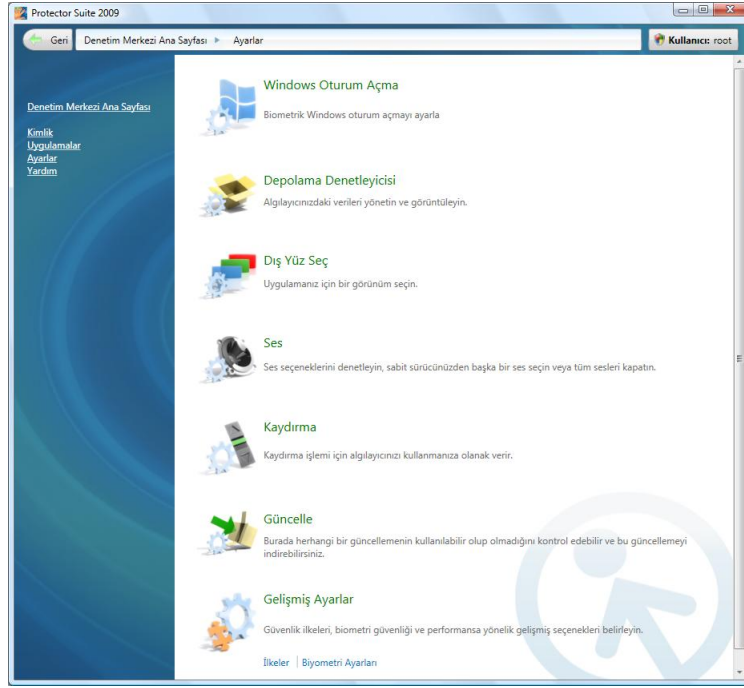 Protector Suite 2009
Geri
Denetim Merkezi Ana Sayfası
Ayarlar
Kullanıcı: root
Denetim Merkezi Ana Sayfası
Kimlik
Uygulamalar
Ayarlar
Yardım
Windows Oturum Açma
Biometrik Windows oturum açmayı ayarla
Depolama Denetleyicisi
Algılayıcınızdaki verileri yönetin ve görüntüleyin.
Dış Yüz Seç
Uygulamanız için bir görünüm seçin.
Ses
Ses seçeneklerini denetleyin, sabit sürücünüzden başka bir ses seçin veya tüm sesleri kapatın.
Kaydırma
Kaydırma işlemi için algılayıcınızı kullanmanıza olanak verir.
Güncelle
Burada herhangi bir güncellemenin kullanılabilir olup olmadığını kontrol edebilir ve bu güncellemeyi
indirebilirsiniz.
Gelişmiş Ayarlar
Güvenlik ilkeleri, biometri güvenliği ve performansa yönelik gelişmiş seçenekleri belirleyin.
İlkeler | Biyometri Ayarları